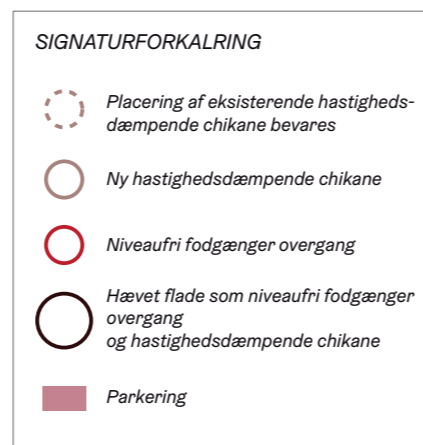 SIGNATURFORKALRING
Placering af eksisterende hastigheds-
dæmpende chikane bevares
Ny hastighedsdæmpende chikane
Niveaufri fodgænger overgang
Hævet flade som niveaufri fodgænger
overgang
og hastighedsdæmpende chikane
Parkering